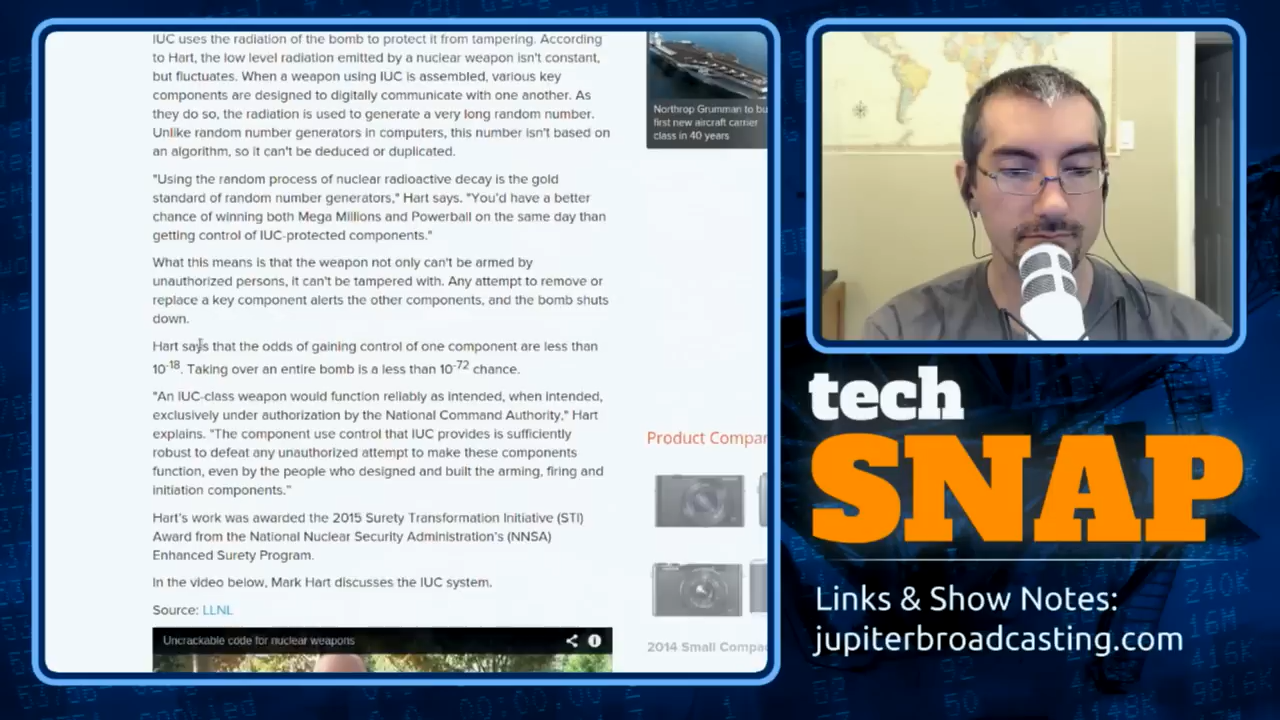 IUC uses the radiation of the bomb to protect it from tampering. According
to Hart, the low level radiation emitted by a nuclear weapon isn't constant,
but fluctuates. When a weapon using IUC is assembled, various key
components are designed to digitally communicate with one another. As
they do so, the radiation is used to generate a very long random number.
Unlike random number generators in computers, this number isn't based on
an algorithm, so it can't be deduced or duplicated.
"Using the random process of nuclear radioactive decay is the gold
standard of random number generators," Hart says. "You'd have a better
chance of winning both Mega Millions and Powerball on the same day than
getting control of IUC-protected components."
What this means is that the weapon not only can't be armed by
unauthorized persons, it can't be tampered with. Any attempt to remove or
replace a key component alerts the other components, and the bomb shuts
down.
Hart says that the odds of gaining control of one component are less than
10⁻¹⁸. Taking over an entire bomb is a less than 10⁻⁷² chance.
"An IUC-class weapon would function reliably as intended, when intended,
exclusively under authorization by the National Command Authority," Hart
explains. "The component use control that IUC provides is sufficiently
robust to defeat any unauthorized attempt to make these components
function, even by the people who designed and built the arming, firing and
initiation components."
Hart's work was awarded the 2015 Surety Transformation Initiative (STI)
Award from the National Nuclear Security Administration's (NNSA)
Enhanced Surety Program.
In the video below, Mark Hart discusses the IUC system.
Source: LLNL
Uncrackable code for nuclear weapons
Northrop Grumman to bu
first new aircraft carrier
class in 40 years
Product Compar
2014 Small Compac
tech
SNAP
Links & Show Notes:
jupiterbroadcasting.com